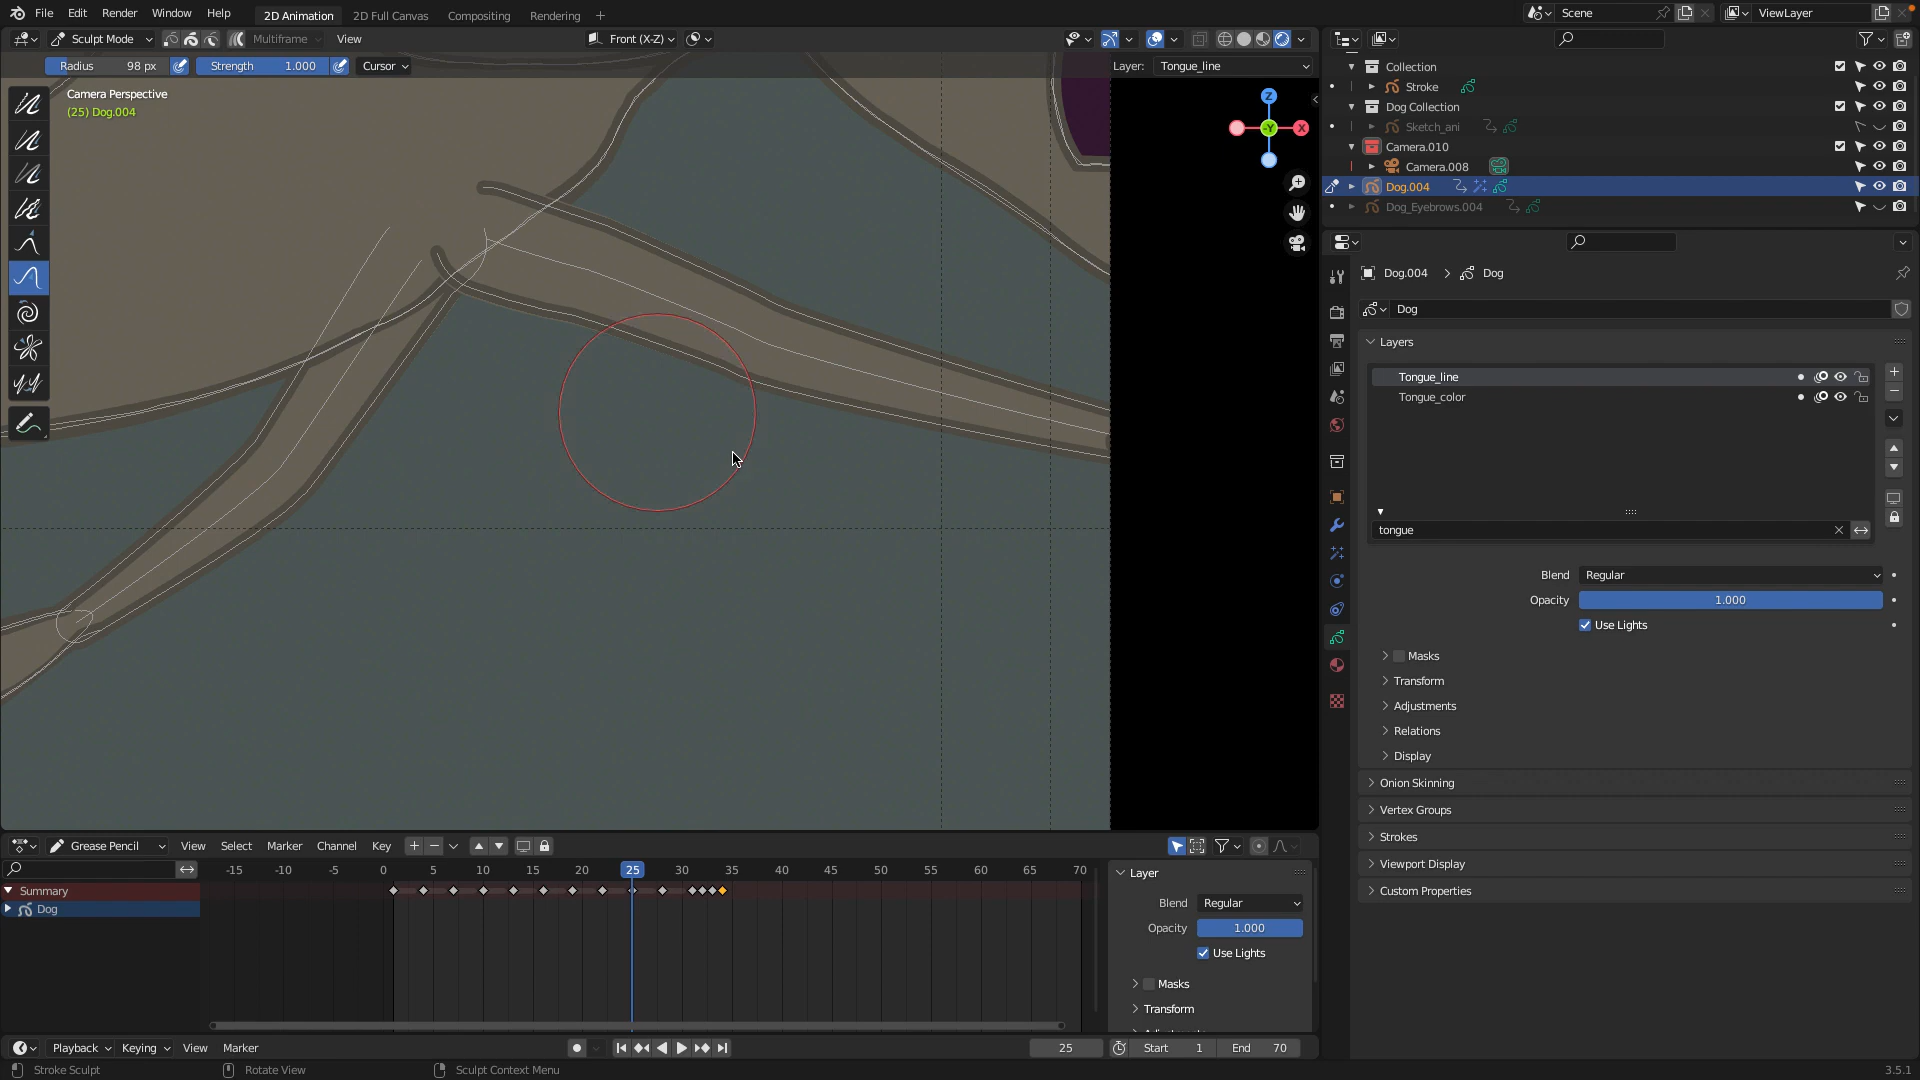 File Edit Render Window Help 2D Animation 2D Full Canvas Compositing Rendering + Scene ViewLayer
Sculpt Mode Multiframe View Front (X-Z)
Radius 98 px Strength 1.000 Cursor Layer: Tongue_line
Camera Perspective
(25) Dog.004
Z
-Y X
Collection
Stroke
Dog Collection
Sketch_ani
Camera.010
Camera.008
Dog.004
Dog_Eyebrows.004
Dog.004 > Dog
Dog
Layers
Tongue_line
Tongue_color
tongue
Blend Regular
Opacity 1.000
Use Lights
Masks
Transform
Adjustments
Relations
Display
Onion Skinning
Vertex Groups
Strokes
Viewport Display
Custom Properties
Grease Pencil View Select Marker Channel Key
-15 -10 -5 0 5 10 15 20 25 30 35 40 45 50 55 60 65 70
Summary
Dog
Layer
Blend Regular
Opacity 1.000
Use Lights
Masks
Transform
Playback Keying View Marker 25 Start 1 End 70
Stroke Sculpt Rotate View Sculpt Context Menu 3.5.1